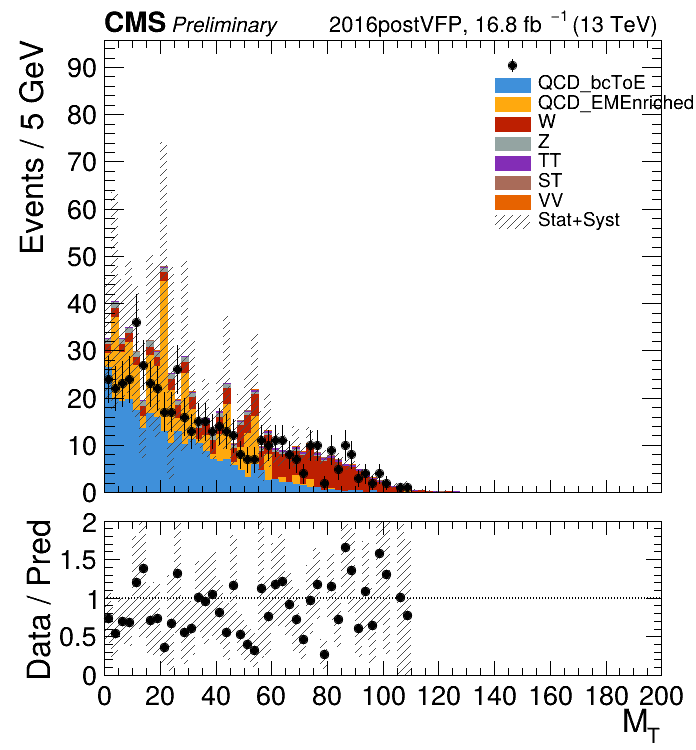 CMS Preliminary 2016postVFP, 16.8 fb⁻¹ (13 TeV)
Events / 5 GeV
90
80
70
60
50
40
30
20
10
0
QCD_bcToE
QCD_EMEnriched
W
Z
TT
ST
VV
Stat+Syst
Data / Pred
2
1.5
1
0.5
0
0 20 40 60 80 100 120 140 160 180 200
M_T